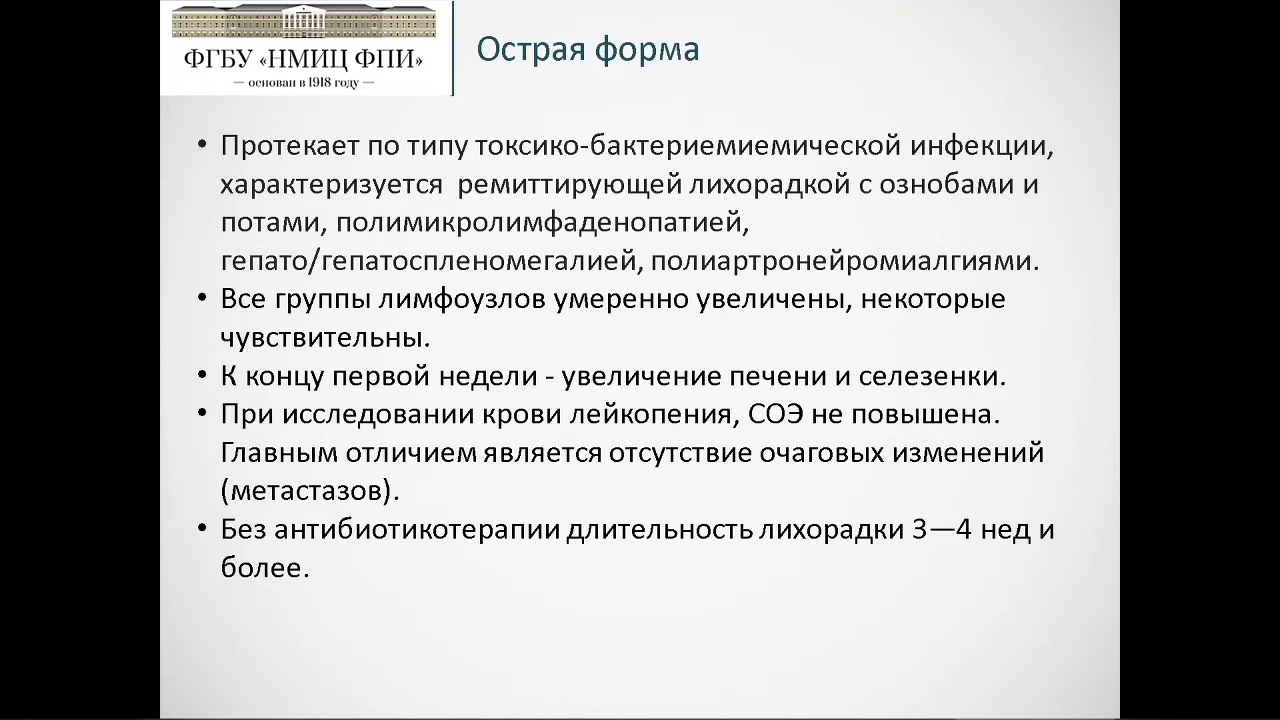 ФГБУ «НМИЦ ФПИ»
— основан в 1918 году —
Острая форма
• Протекает по типу токсико-бактериемиемической инфекции,
характеризуется ремиттирующей лихорадкой с ознобами и
потами, полимикролимфаденопатией,
гепато/гепатоспленомегалией, полиартронейромиалгиями.
• Все группы лимфоузлов умеренно увеличены, некоторые
чувствительны.
• К концу первой недели - увеличение печени и селезенки.
• При исследовании крови лейкопения, СОЭ не повышена.
Главным отличием является отсутствие очаговых изменений
(метастазов).
• Без антибиотикотерапии длительность лихорадки 3—4 нед и
более.